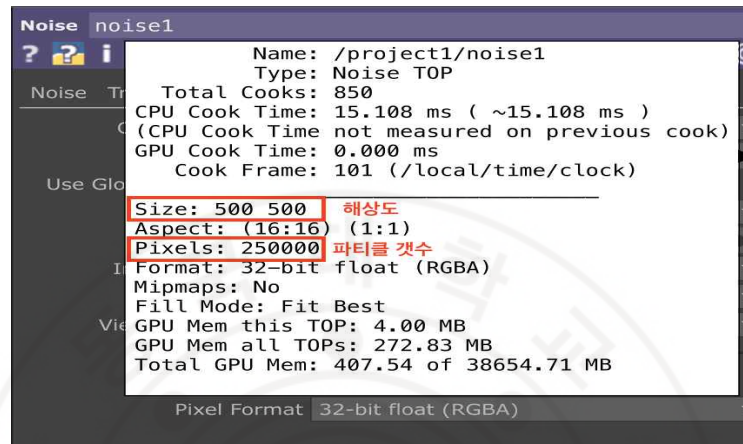 Noise noise1
? ? i
Name: /project1/noise1
Type: Noise TOP
Noise Tr
Total Cooks: 850
CPU Cook Time: 15.108 ms ( ~15.108 ms )
(CPU Cook Time not measured on previous cook)
GPU Cook Time: 0.000 ms
Cook Frame: 101 (/local/time/clock)
Use Glo
Size: 500 500 해상도
Aspect: (16:16) (1:1)
Pixels: 250000 파티클 갯수
Format: 32-bit float (RGBA)
Mipmaps: No
Fill Mode: Fit Best
GPU Mem this TOP: 4.00 MB
GPU Mem all TOPs: 272.83 MB
Total GPU Mem: 407.54 of 38654.71 MB
Pixel Format 32-bit float (RGBA)